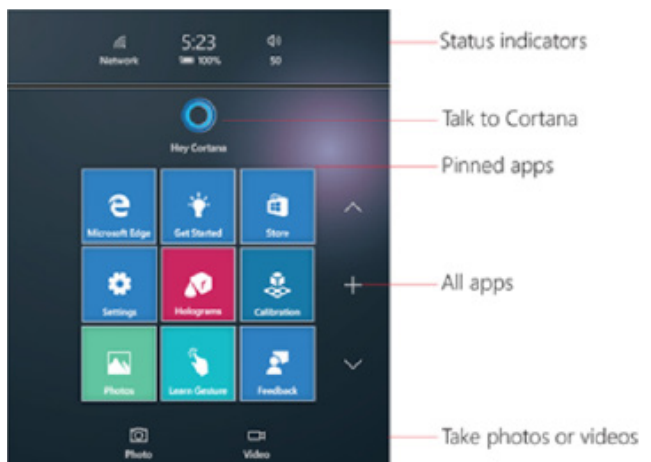 5:23
Network 100% 50
Status indicators
Talk to Cortana
Hey Cortana
Pinned apps
Microsoft Edge Get Started Store
All apps
Settings Holograms Calibration
Photos Learn Gesture Feedback
Take photos or videos
Photo Video